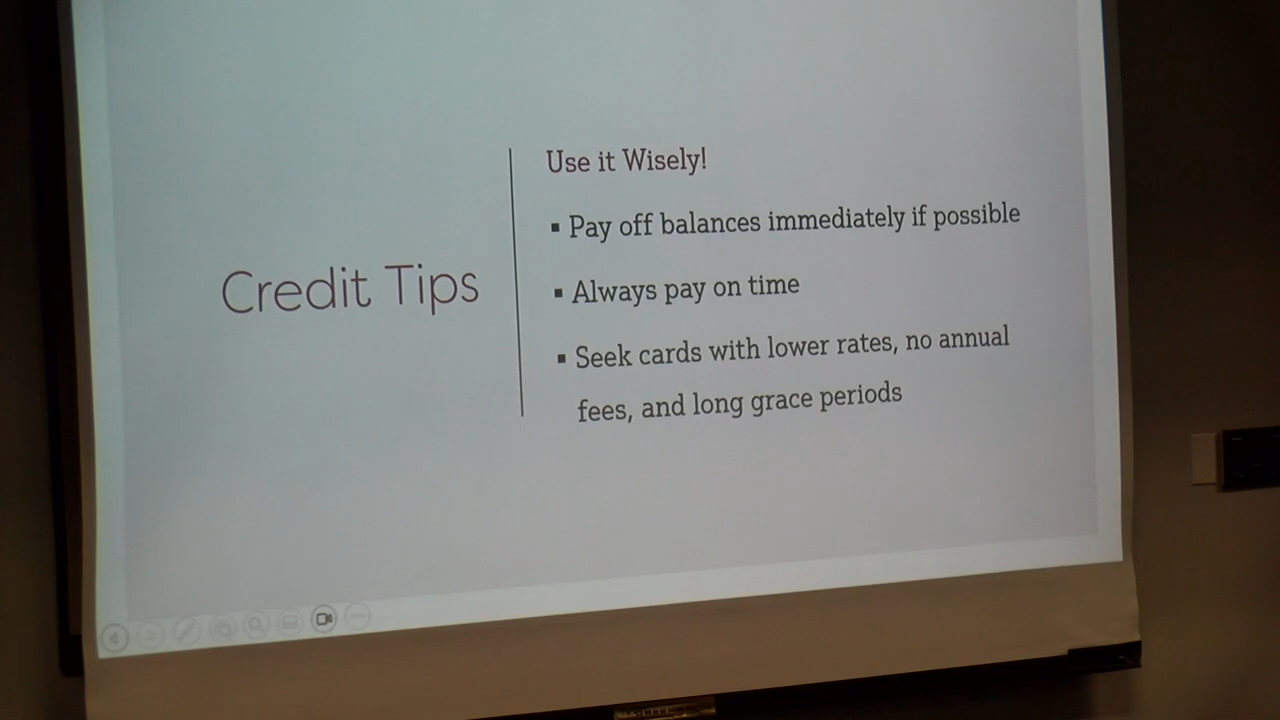 Credit Tips
Use it Wisely!
▪ Pay off balances immediately if possible
▪ Always pay on time
▪ Seek cards with lower rates, no annual
fees, and long grace periods